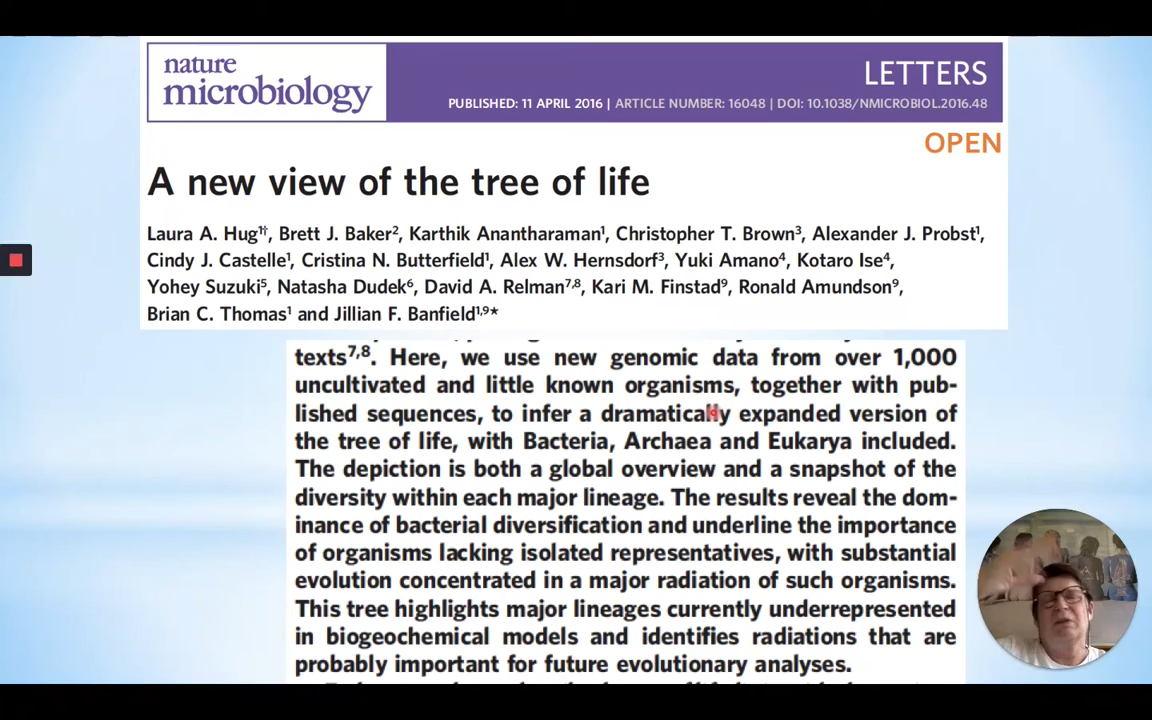 nature
microbiology
LETTERS
PUBLISHED: 11 APRIL 2016 | ARTICLE NUMBER: 16048 | DOI: 10.1038/NMICROBIOL.2016.48
OPEN
A new view of the tree of life
Laura A. Hug¹†, Brett J. Baker², Karthik Anantharaman¹, Christopher T. Brown³, Alexander J. Probst¹,
Cindy J. Castelle¹, Cristina N. Butterfield¹, Alex W. Hernsdorf³, Yuki Amano⁴, Kotaro Ise⁴,
Yohey Suzuki⁵, Natasha Dudek⁶, David A. Relman⁷,⁸, Kari M. Finstad⁹, Ronald Amundson⁹,
Brian C. Thomas¹ and Jillian F. Banfield¹,⁹*
texts⁷,⁸. Here, we use new genomic data from over 1,000
uncultivated and little known organisms, together with pub-
lished sequences, to infer a dramatically expanded version of
the tree of life, with Bacteria, Archaea and Eukarya included.
The depiction is both a global overview and a snapshot of the
diversity within each major lineage. The results reveal the dom-
inance of bacterial diversification and underline the importance
of organisms lacking isolated representatives, with substantial
evolution concentrated in a major radiation of such organisms.
This tree highlights major lineages currently underrepresented
in biogeochemical models and identifies radiations that are
probably important for future evolutionary analyses.